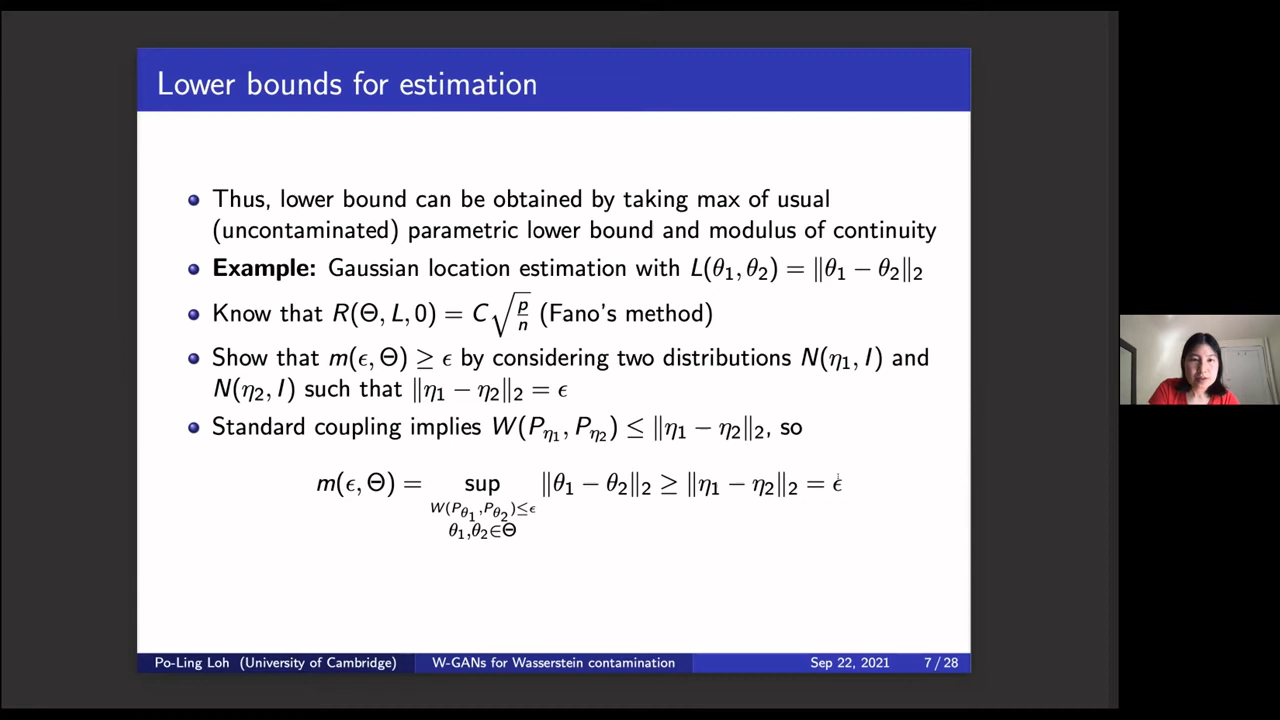 Lower bounds for estimation
Thus, lower bound can be obtained by taking max of usual
(uncontaminated) parametric lower bound and modulus of continuity
Example: Gaussian location estimation with L(θ₁, θ₂) = ‖θ₁ − θ₂‖₂
Know that R(Θ, L, 0) = C√(p/n) (Fano's method)
Show that m(ϵ, Θ) ≥ ϵ by considering two distributions N(η₁, I) and
N(η₂, I) such that ‖η₁ − η₂‖₂ = ϵ
Standard coupling implies W(P_η₁, P_η₂) ≤ ‖η₁ − η₂‖₂, so
m(ϵ, Θ) = sup ‖θ₁ − θ₂‖₂ ≥ ‖η₁ − η₂‖₂ = ϵ
W(P_θ₁, P_θ₂) ≤ ϵ
θ₁, θ₂ ∈ Θ
Po-Ling Loh (University of Cambridge) W-GANs for Wasserstein contamination Sep 22, 2021 7 / 28